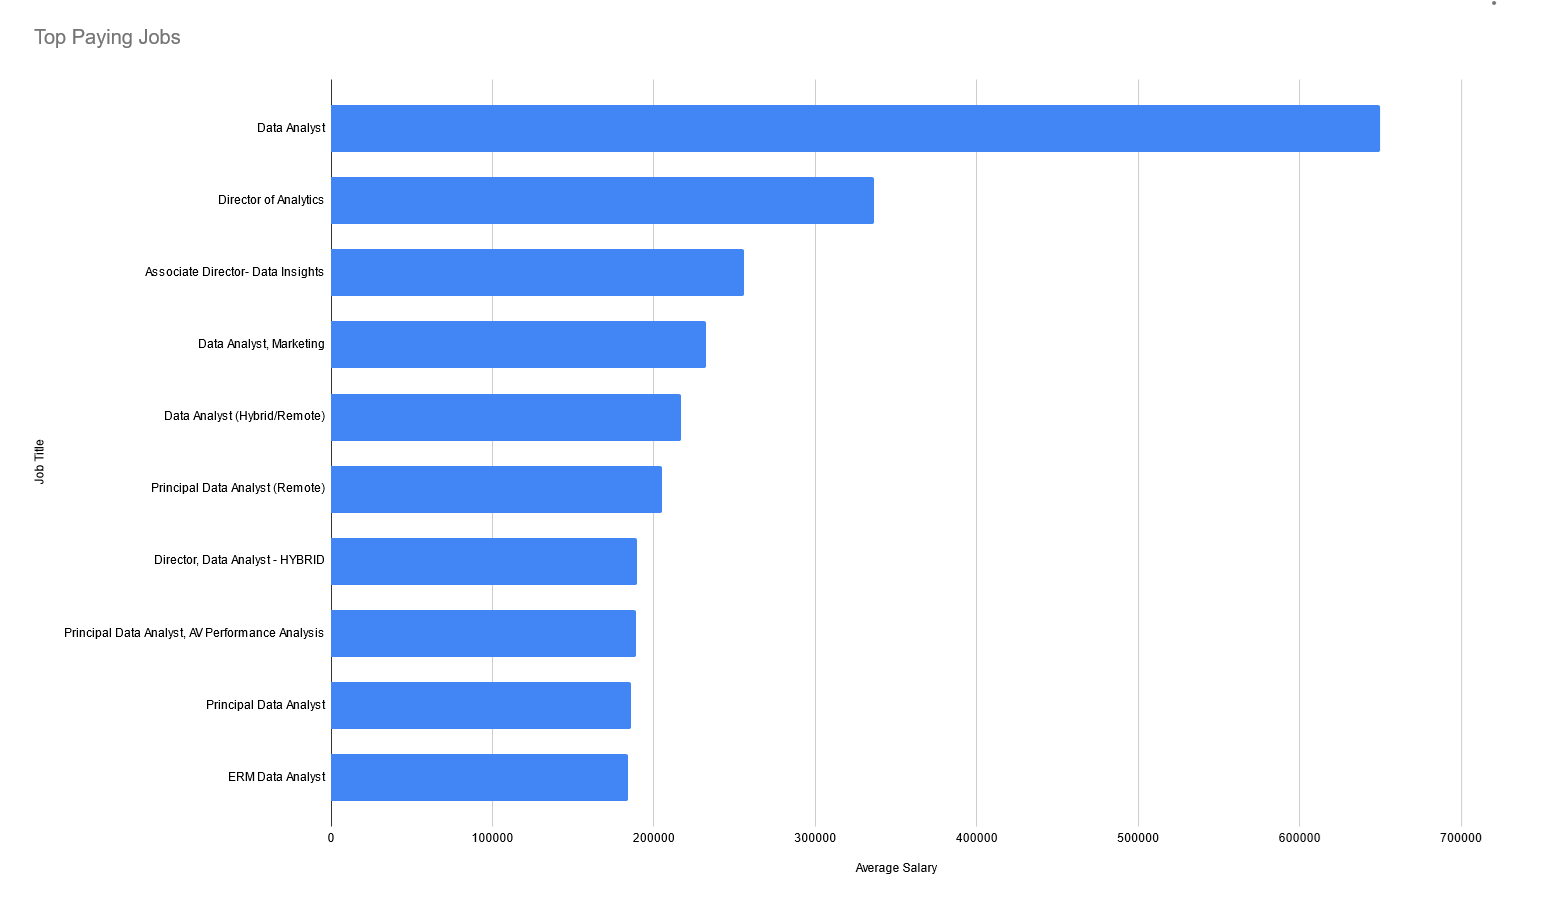 Top Paying Jobs
Job Title
Data Analyst
Director of Analytics
Associate Director- Data Insights
Data Analyst, Marketing
Data Analyst (Hybrid/Remote)
Principal Data Analyst (Remote)
Director, Data Analyst - HYBRID
Principal Data Analyst, AV Performance Analysis
Principal Data Analyst
ERM Data Analyst
0 100000 200000 300000 400000 500000 600000 700000
Average Salary